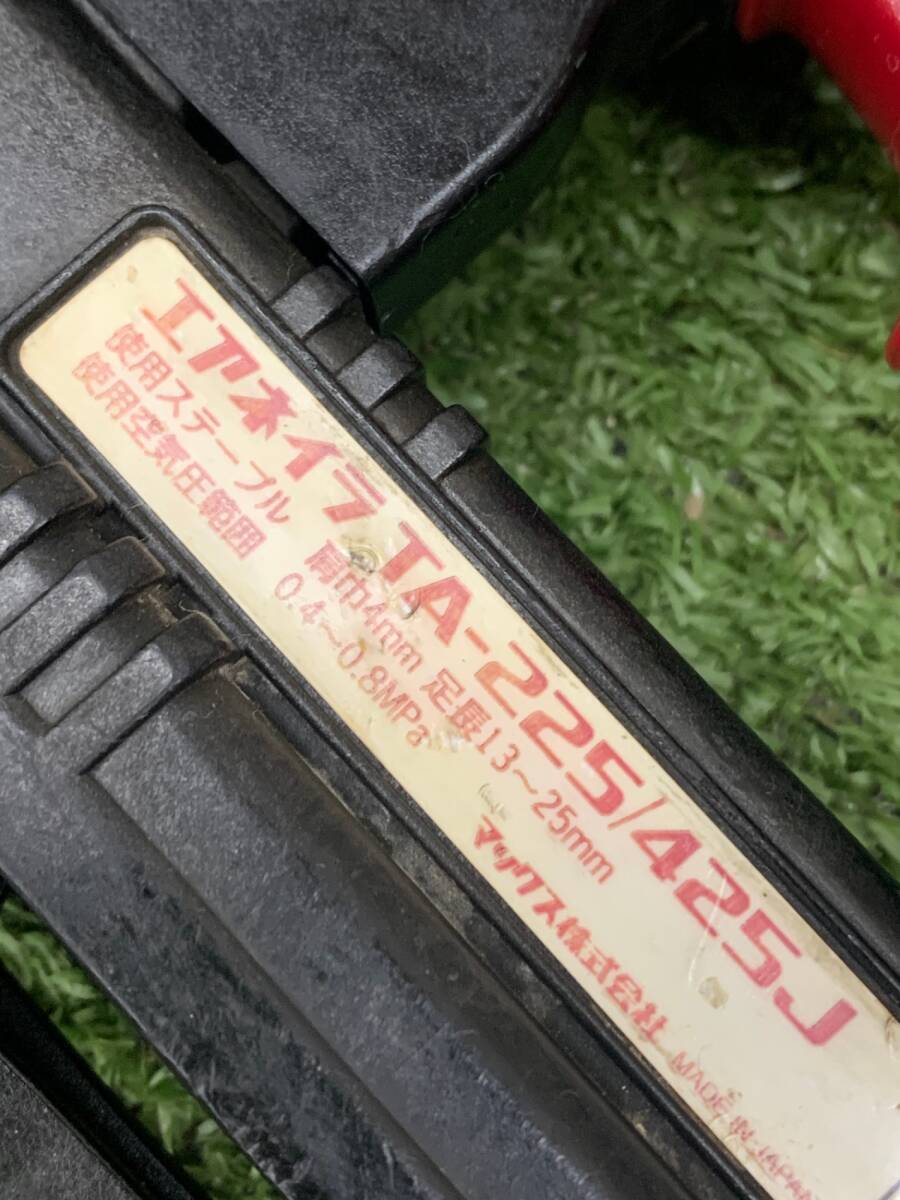 エアネイラ TA-225/425J
使用ステープル 肩巾4mm 足長13〜25mm
使用空気圧範囲 0.4〜0.8MPa
マックス株式会社 MADE IN JAPAN